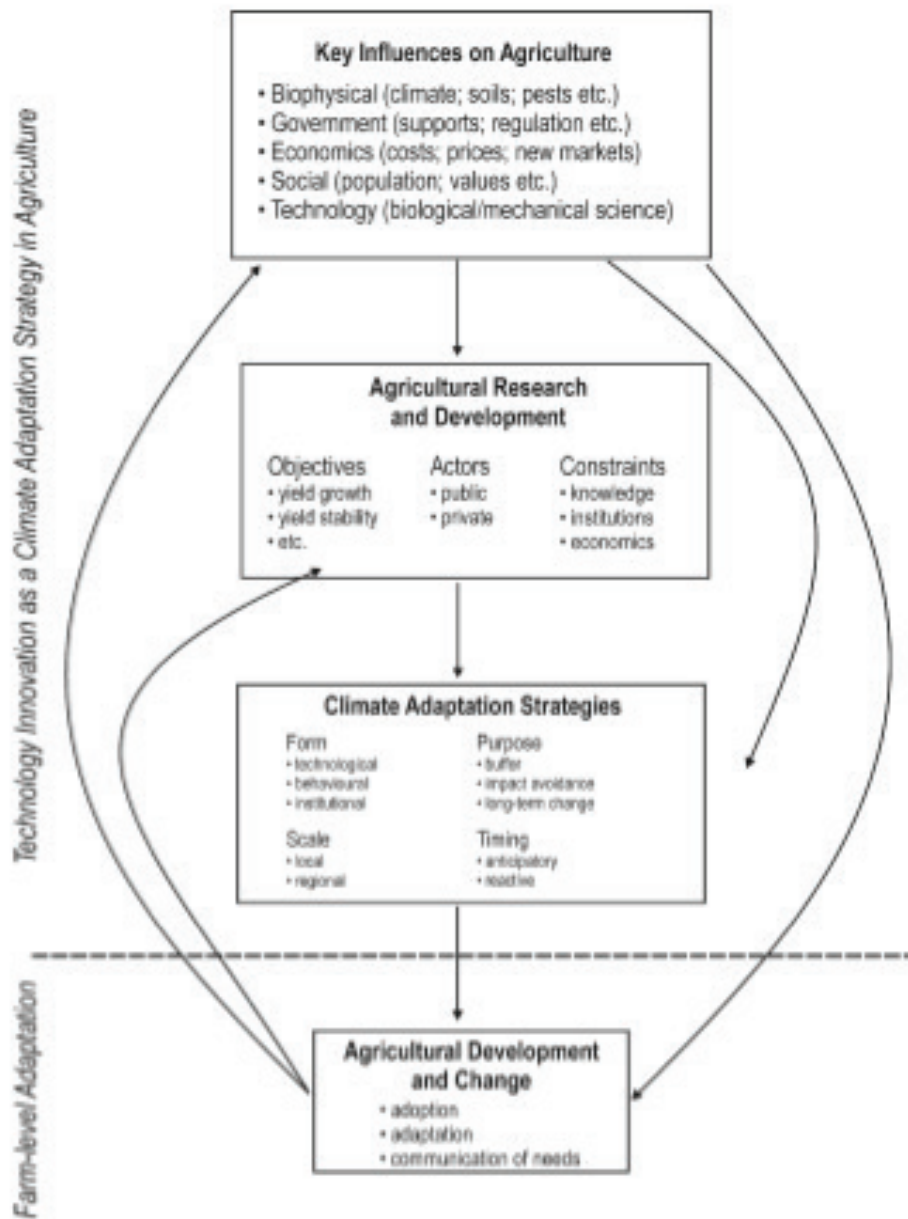 Key Influences on Agriculture
• Biophysical (climate; soils; pests etc.)
• Government (supports; regulation etc.)
• Economics (costs; prices; new markets)
• Social (population; values etc.)
• Technology (biological/mechanical science)
Technology Innovation as a Climate Adaptation Strategy in Agriculture
Agricultural Research
and Development
Objectives
• yield growth
• yield stability
• etc.
Actors
• public
• private
Constraints
• knowledge
• institutions
• economics
Climate Adaptation Strategies
Form
• technological
• behavioural
• institutional
Purpose
• buffer
• impact avoidance
• long-term change
Scale
• local
• regional
Timing
• anticipatory
• reactive
Farm-level Adaptation
Agricultural Development
and Change
• adoption
• adaptation
• communication of needs